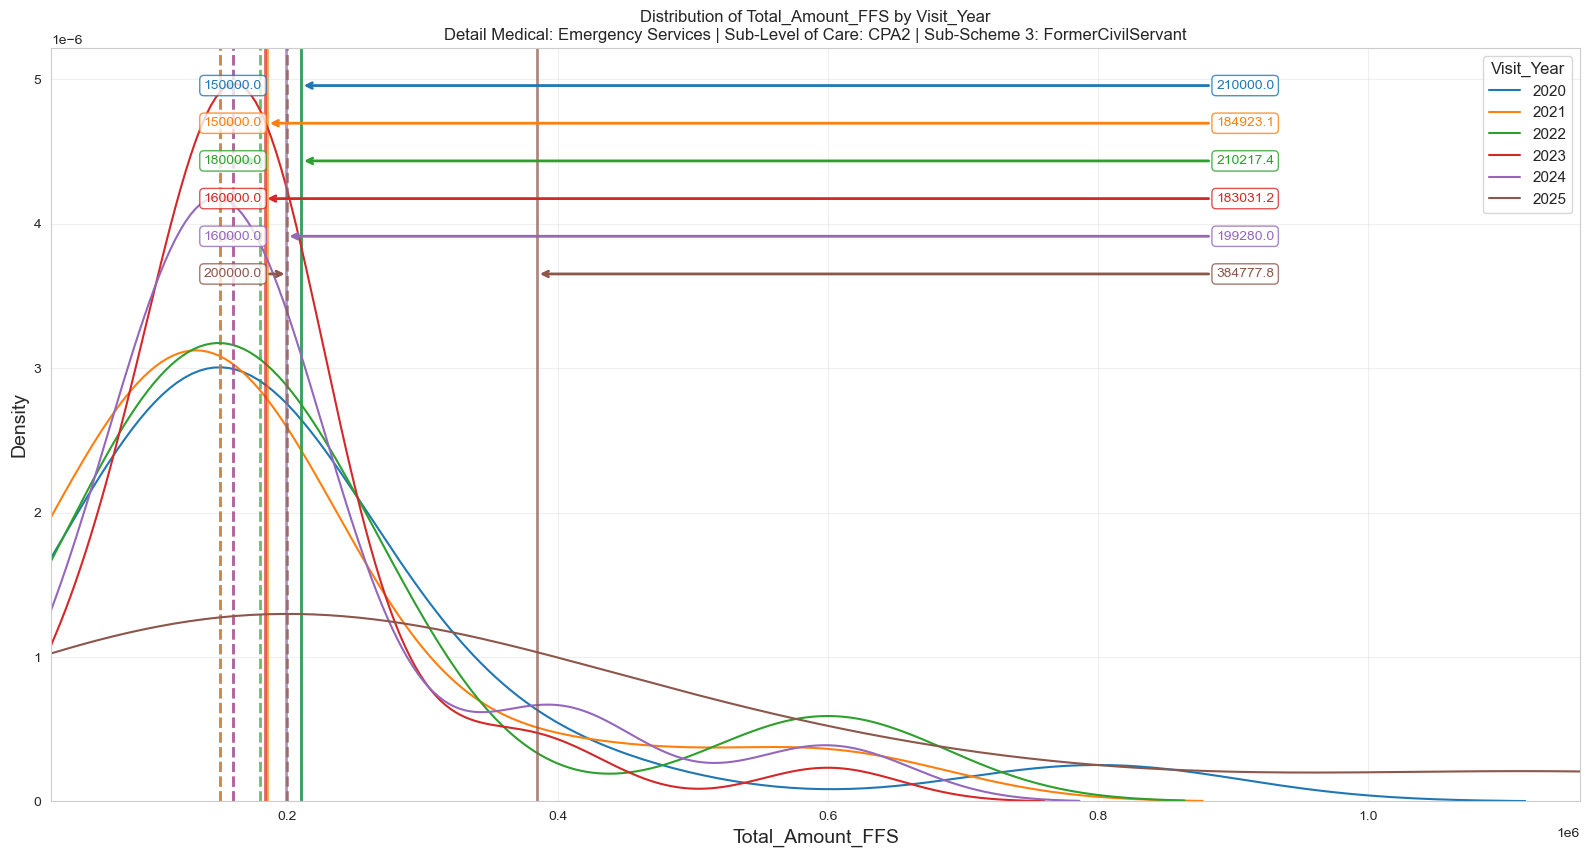 Distribution of Total_Amount_FFS by Visit_Year
Detail Medical: Emergency Services | Sub-Level of Care: CPA2 | Sub-Scheme 3: FormerCivilServant
1e−6
5
4
3
2
1
0
Density
150000.0 210000.0
150000.0 184923.1
180000.0 210217.4
160000.0 183031.2
160000.0 199280.0
200000.0 384777.8
Visit_Year
2020
2021
2022
2023
2024
2025
0.2 0.4 0.6 0.8 1.0
1e6
Total_Amount_FFS